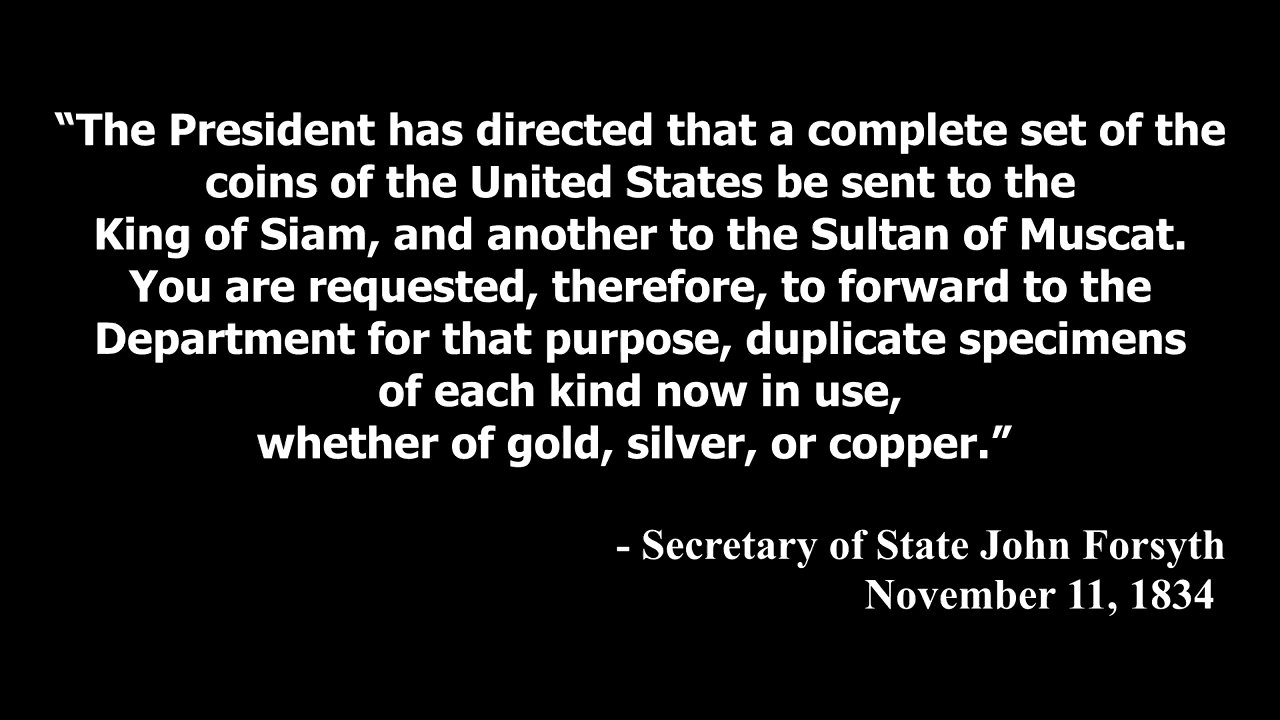 “The President has directed that a complete set of the
coins of the United States be sent to the
King of Siam, and another to the Sultan of Muscat.
You are requested, therefore, to forward to the
Department for that purpose, duplicate specimens
of each kind now in use,
whether of gold, silver, or copper.”
- Secretary of State John Forsyth
November 11, 1834